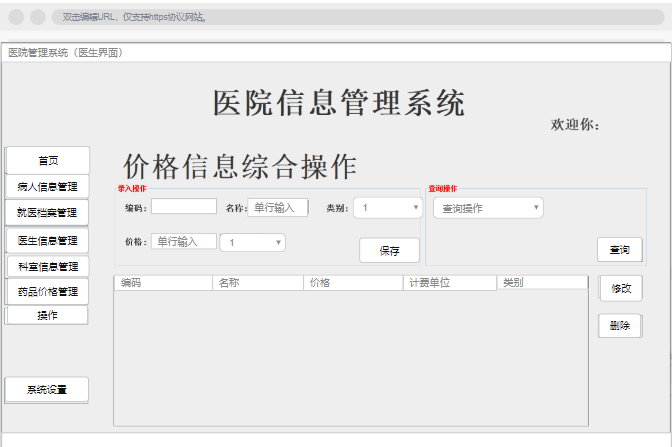 双击编辑URL，仅支持https协议网站。
医院管理系统（医生界面）
医院信息管理系统
欢迎你：
首页
病人信息管理
就医档案管理
医生信息管理
科室信息管理
药品价格管理
操作
系统设置
价格信息综合操作
录入操作
编码： 名称： 单行输入 类别： 1
价格： 单行输入 1
保存
查询操作
查询操作
查询
编码 名称 价格 计费单位 类别
修改
删除